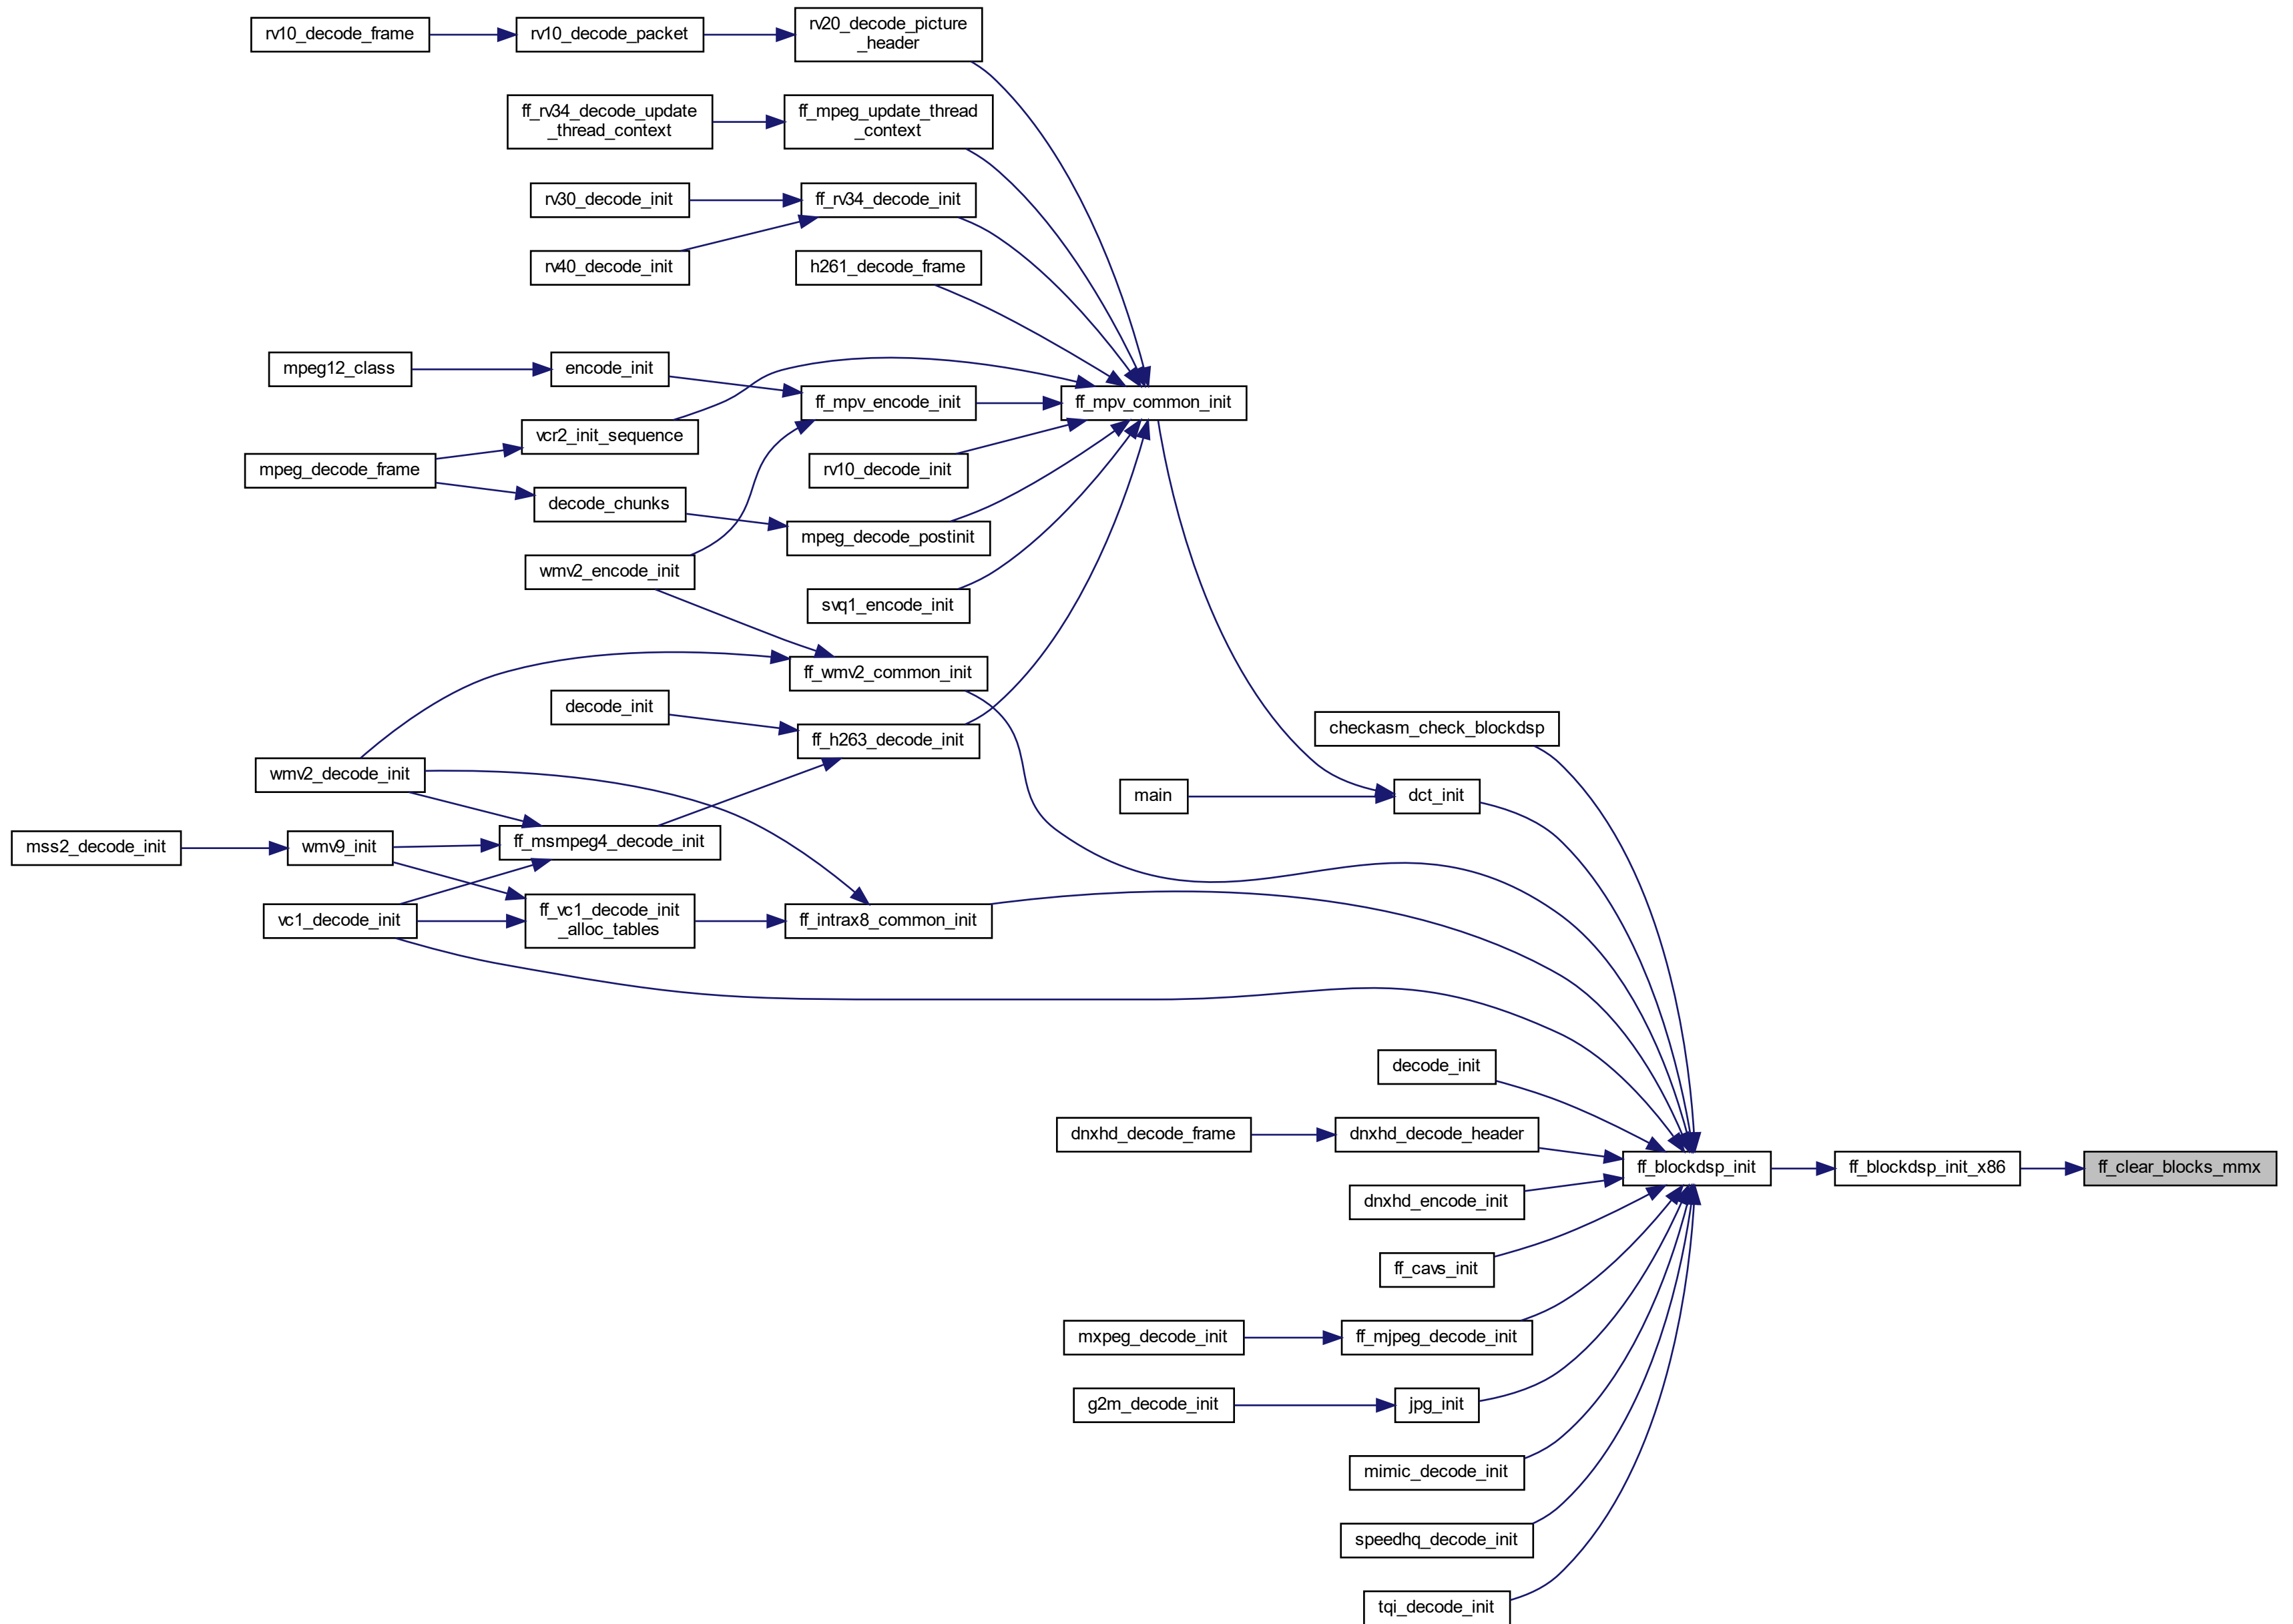 rv10_decode_frame
rv10_decode_packet
rv20_decode_picture
_header
ff_rv34_decode_update
_thread_context
ff_mpeg_update_thread
_context
rv30_decode_init
ff_rv34_decode_init
rv40_decode_init
h261_decode_frame
mpeg12_class
encode_init
ff_mpv_encode_init
ff_mpv_common_init
vcr2_init_sequence
mpeg_decode_frame
rv10_decode_init
decode_chunks
mpeg_decode_postinit
wmv2_encode_init
svq1_encode_init
ff_wmv2_common_init
decode_init
ff_h263_decode_init
checkasm_check_blockdsp
wmv2_decode_init
main
dct_init
mss2_decode_init
wmv9_init
ff_msmpeg4_decode_init
vc1_decode_init
ff_vc1_decode_init
_alloc_tables
ff_intrax8_common_init
decode_init
dnxhd_decode_frame
dnxhd_decode_header
ff_blockdsp_init
ff_blockdsp_init_x86
ff_clear_blocks_mmx
dnxhd_encode_init
ff_cavs_init
mxpeg_decode_init
ff_mjpeg_decode_init
g2m_decode_init
jpg_init
mimic_decode_init
speedhq_decode_init
tqi_decode_init